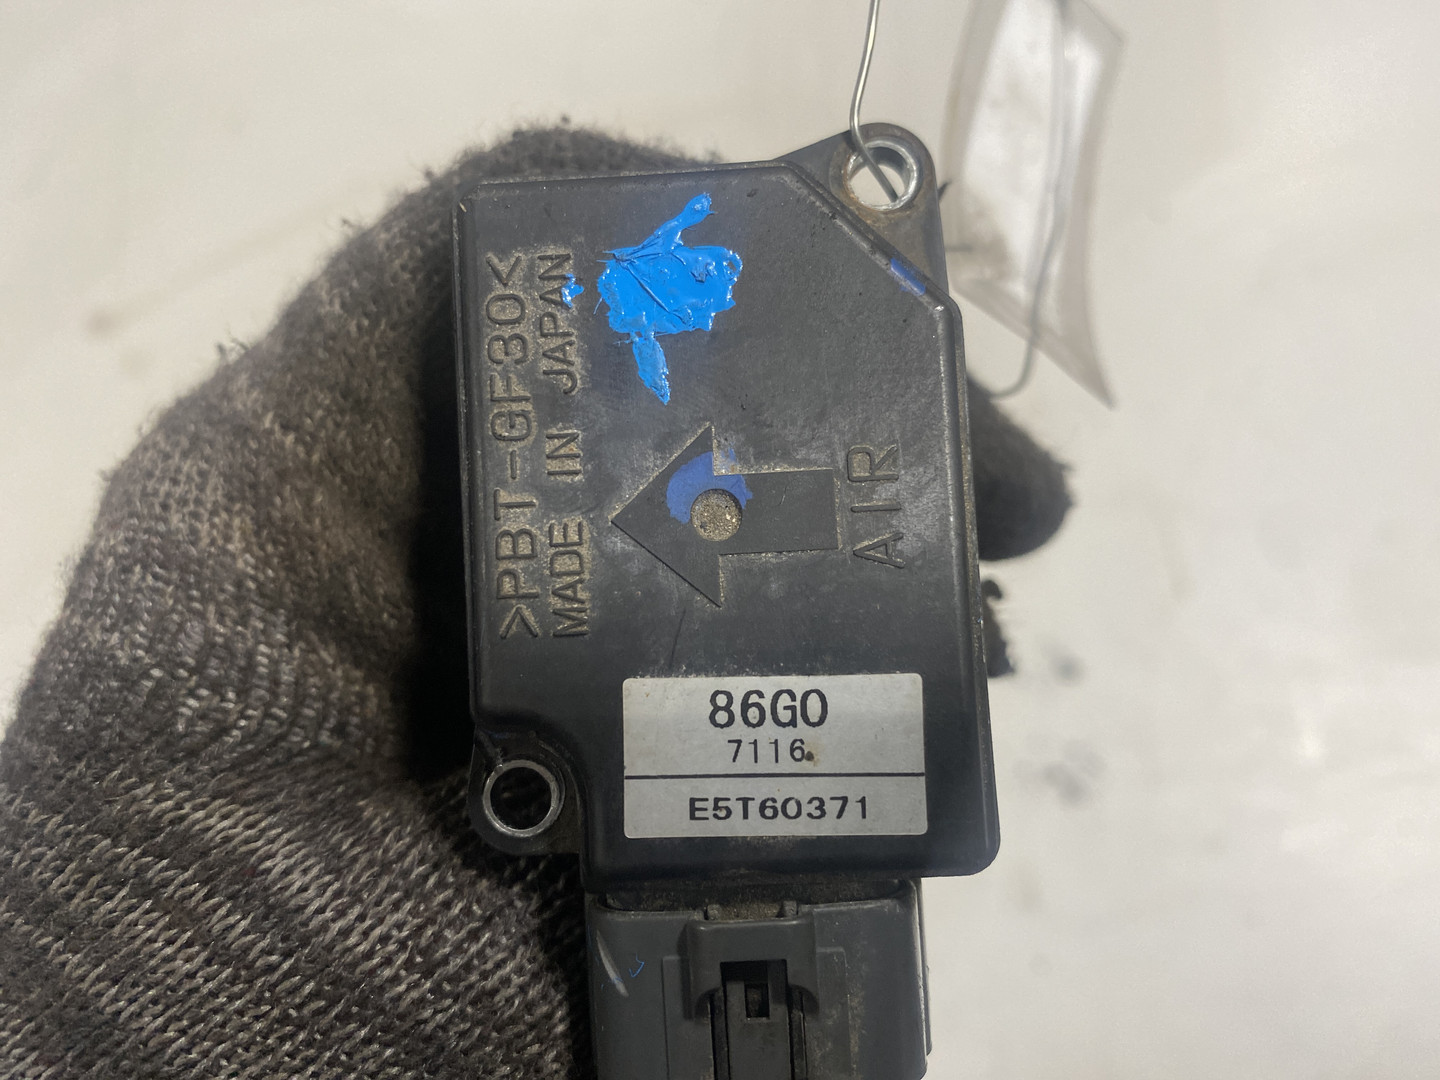 >PBT-GF30<
MADE IN JAPAN
AIR
86G0
7116
E5T60371